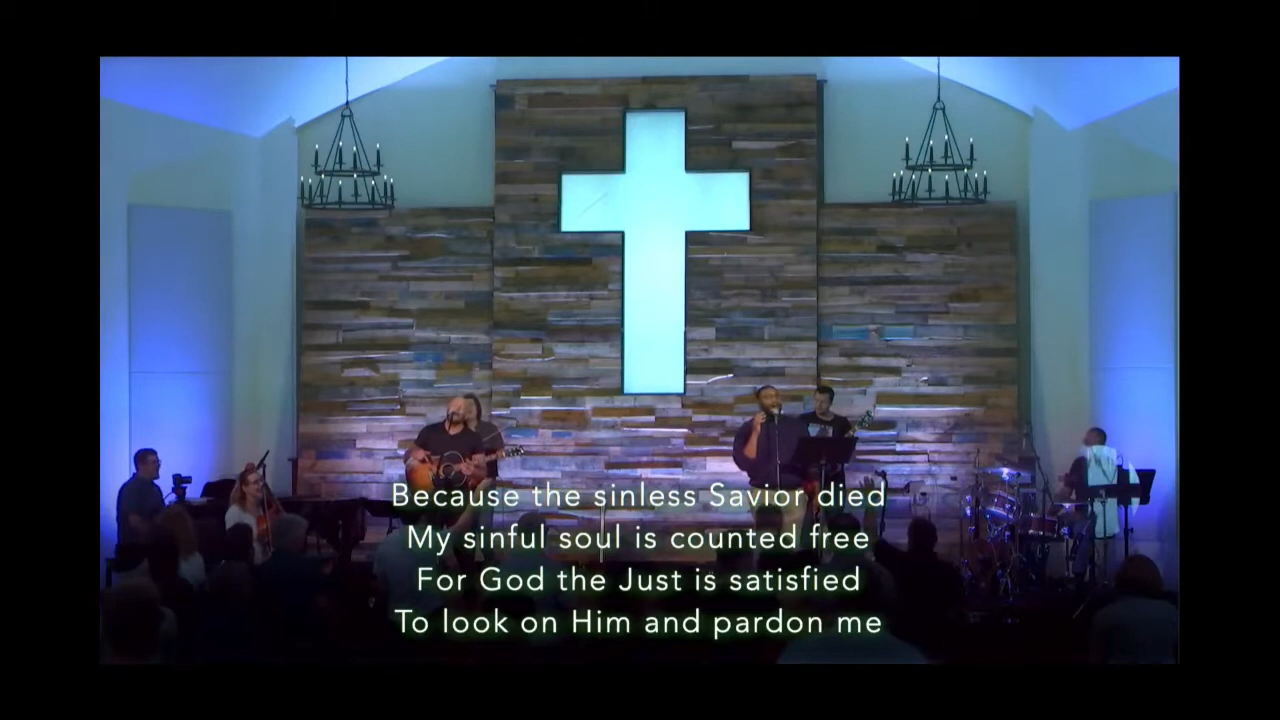 Because the sinless Savior died
My sinful soul is counted free
For God the Just is satisfied
To look on Him and pardon me